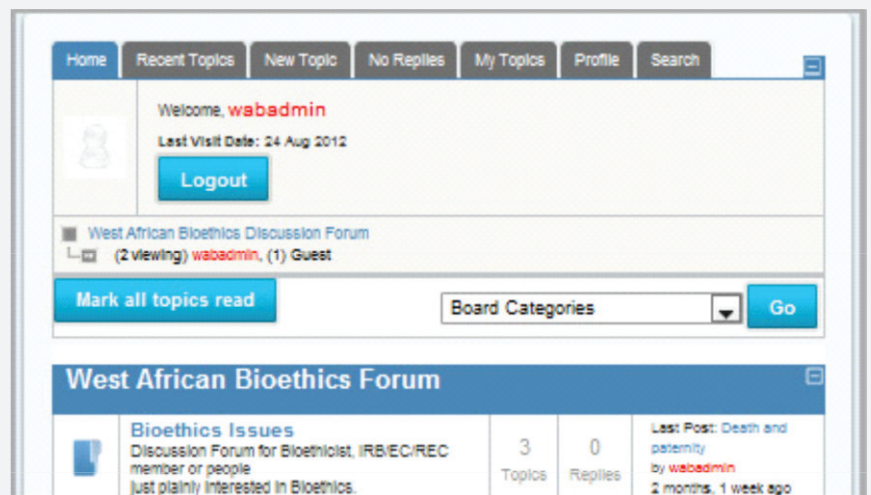 Home Recent Topics New Topic No Replies My Topics Profile Search
Welcome, wabadmin
Last Visit Date: 24 Aug 2012
Logout
West African Bioethics Discussion Forum
(2 viewing) wabadmin, (1) Guest
Mark all topics read
Board Categories
Go
West African Bioethics Forum
Bioethics Issues
Discussion Forum for Bioethicist, IRB/EC/REC
member or people
just plainly interested in Bioethics.
3
Topics
0
Replies
Last Post: Death and
paternity
by wabadmin
2 months, 1 week ago